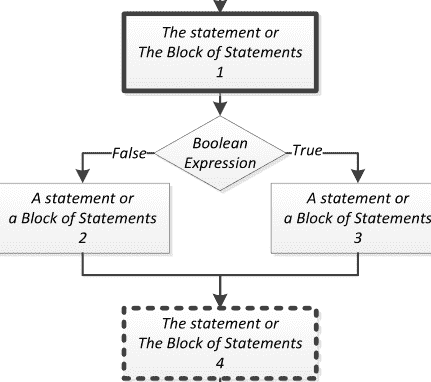 The statement or
The Block of Statements
1
Boolean
Expression
False
True
A statement or
a Block of Statements
2
A statement or
a Block of Statements
3
The statement or
The Block of Statements
4